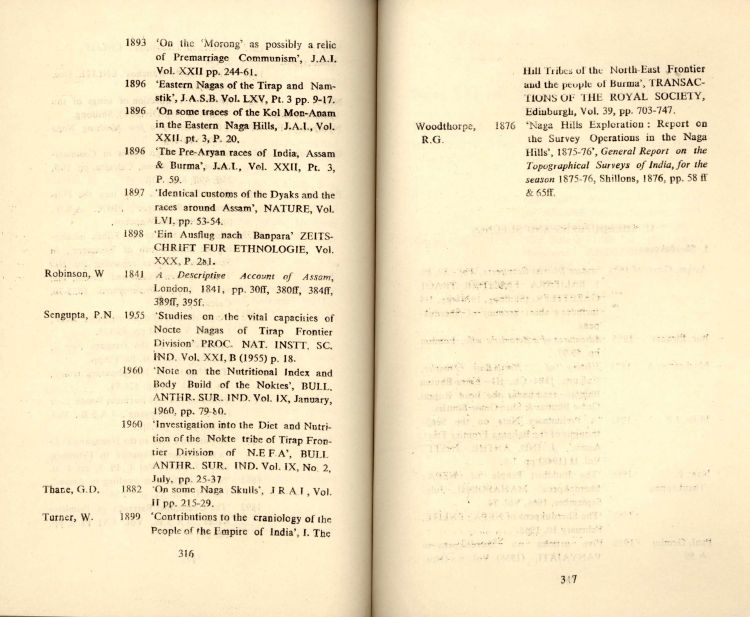 1893 'On the 'Morong' as possibly a relic
of Premarriage Communism', J.A.I.
Vol. XXII pp. 244-61.
1896 'Eastern Nagas of the Tirap and Nam-
stik', J.A.S.B. Vol. LXV, Pt. 3 pp. 9-17.
1896 'On some traces of the Kol Mon-Anam
in the Eastern Naga Hills, J.A.I., Vol.
XXII. pt. 3, P. 20.
1896 'The Pre-Aryan races of India, Assam
& Burma', J.A.I., Vol. XXII, Pt. 3,
P. 59.
1897 'Identical customs of the Dyaks and the
races around Assam', NATURE, Vol.
LVI, pp. 53-54.
1898 'Ein Ausflug nach Banpara' ZEITS-
CHRIFT FUR ETHNOLOGIE, Vol.
XXX, P. 281.
Robinson, W 1841 A Descriptive Account of Assam,
London, 1841, pp. 30ff, 380ff, 384ff,
389ff, 395f.
Sengupta, P.N. 1955 'Studies on the vital capacities of
Nocte Nagas of Tirap Frontier
Division' PROC. NAT. INSTT. SC.
IND. Vol. XXI, B (1955) p. 18.
1960 'Note on the Nutritional Index and
Body Build of the Noktes', BULL.
ANTHR. SUR. IND. Vol. IX, January,
1960, pp. 79-80.
1960 'Investigation into the Diet and Nutri-
tion of the Nokte tribe of Tirap Fron-
tier Division of N.E F A', BULL
ANTHR. SUR. IND. Vol. IX, No. 2,
July, pp. 25-37
Thane, G.D. 1882 'On some Naga Skulls', J R A I, Vol.
II pp. 215-29.
Turner, W. 1899 'Contributions to the craniology of the
People of the Empire of India', I. The
316
Hill Tribes of the North-East Frontier
and the people of Burma', TRANSAC-
TIONS OF THE ROYAL SOCIETY,
Edinburgh, Vol. 39, pp. 703-747.
Woodthorpe, 1876 'Naga Hills Exploration : Report on
R.G. the Survey Operations in the Naga
Hills', 1875-76', General Report on the
Topographical Surveys of India, for the
season 1875-76, Shillons, 1876, pp. 58 ff
& 65ff.